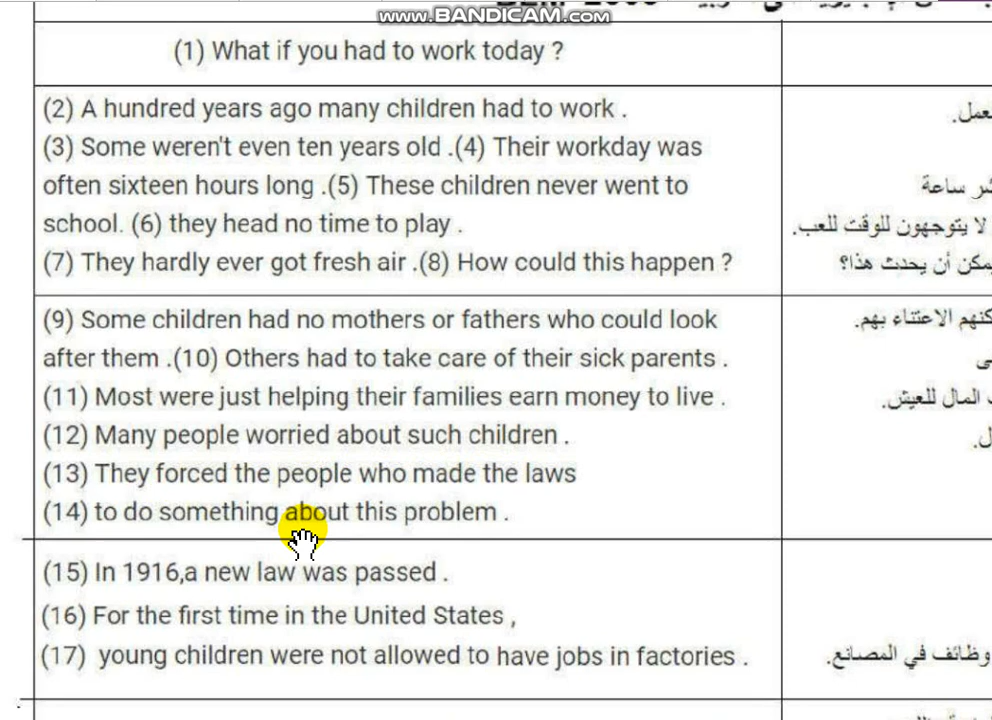 www.BANDICAM.com
(1) What if you had to work today ?
(2) A hundred years ago many children had to work .
(3) Some weren't even ten years old .(4) Their workday was
often sixteen hours long .(5) These children never went to
school. (6) they head no time to play .
(7) They hardly ever got fresh air .(8) How could this happen ?
ساعة
لا يتوجهون للوقت للعب.
أن يحدث هذا؟
(9) Some children had no mothers or fathers who could look
after them .(10) Others had to take care of their sick parents .
(11) Most were just helping their families earn money to live .
(12) Many people worried about such children .
(13) They forced the people who made the laws
(14) to do something about this problem .
الاعتناء بهم.
المال للعيش.
(15) In 1916,a new law was passed .
(16) For the first time in the United States ,
(17) young children were not allowed to have jobs in factories .
وظائف في المصانع.